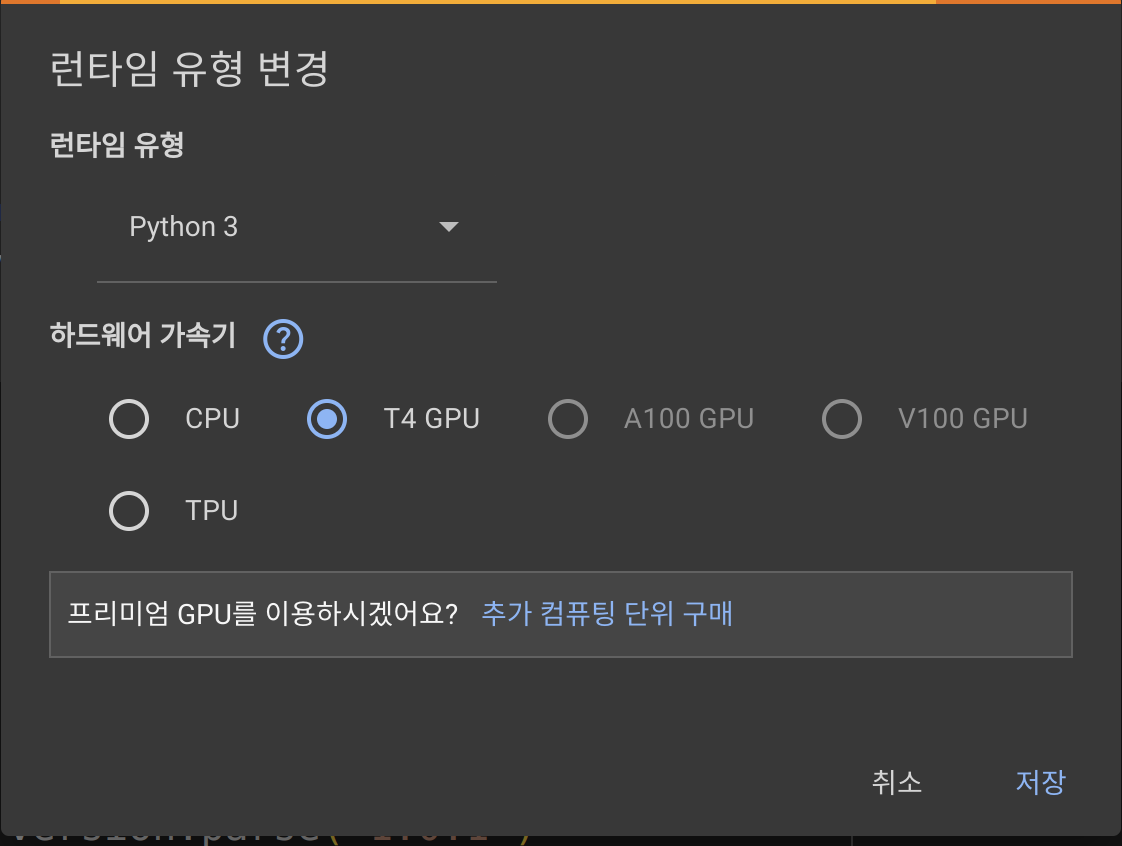 런타임 유형 변경
런타임 유형
Python 3
하드웨어 가속기 ?
CPU T4 GPU A100 GPU V100 GPU
TPU
프리미엄 GPU를 이용하시겠어요? 추가 컴퓨팅 단위 구매
취소 저장